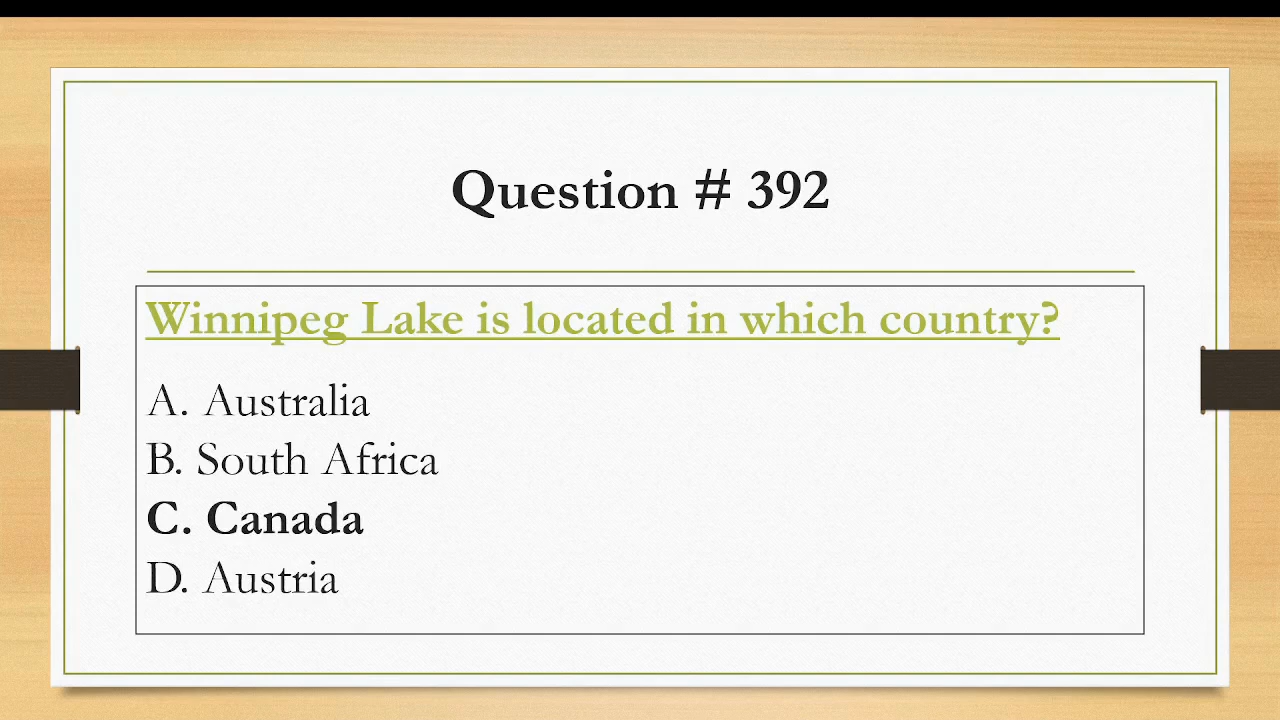 Question # 392
Winnipeg Lake is located in which country?
A. Australia
B. South Africa
C. Canada
D. Austria